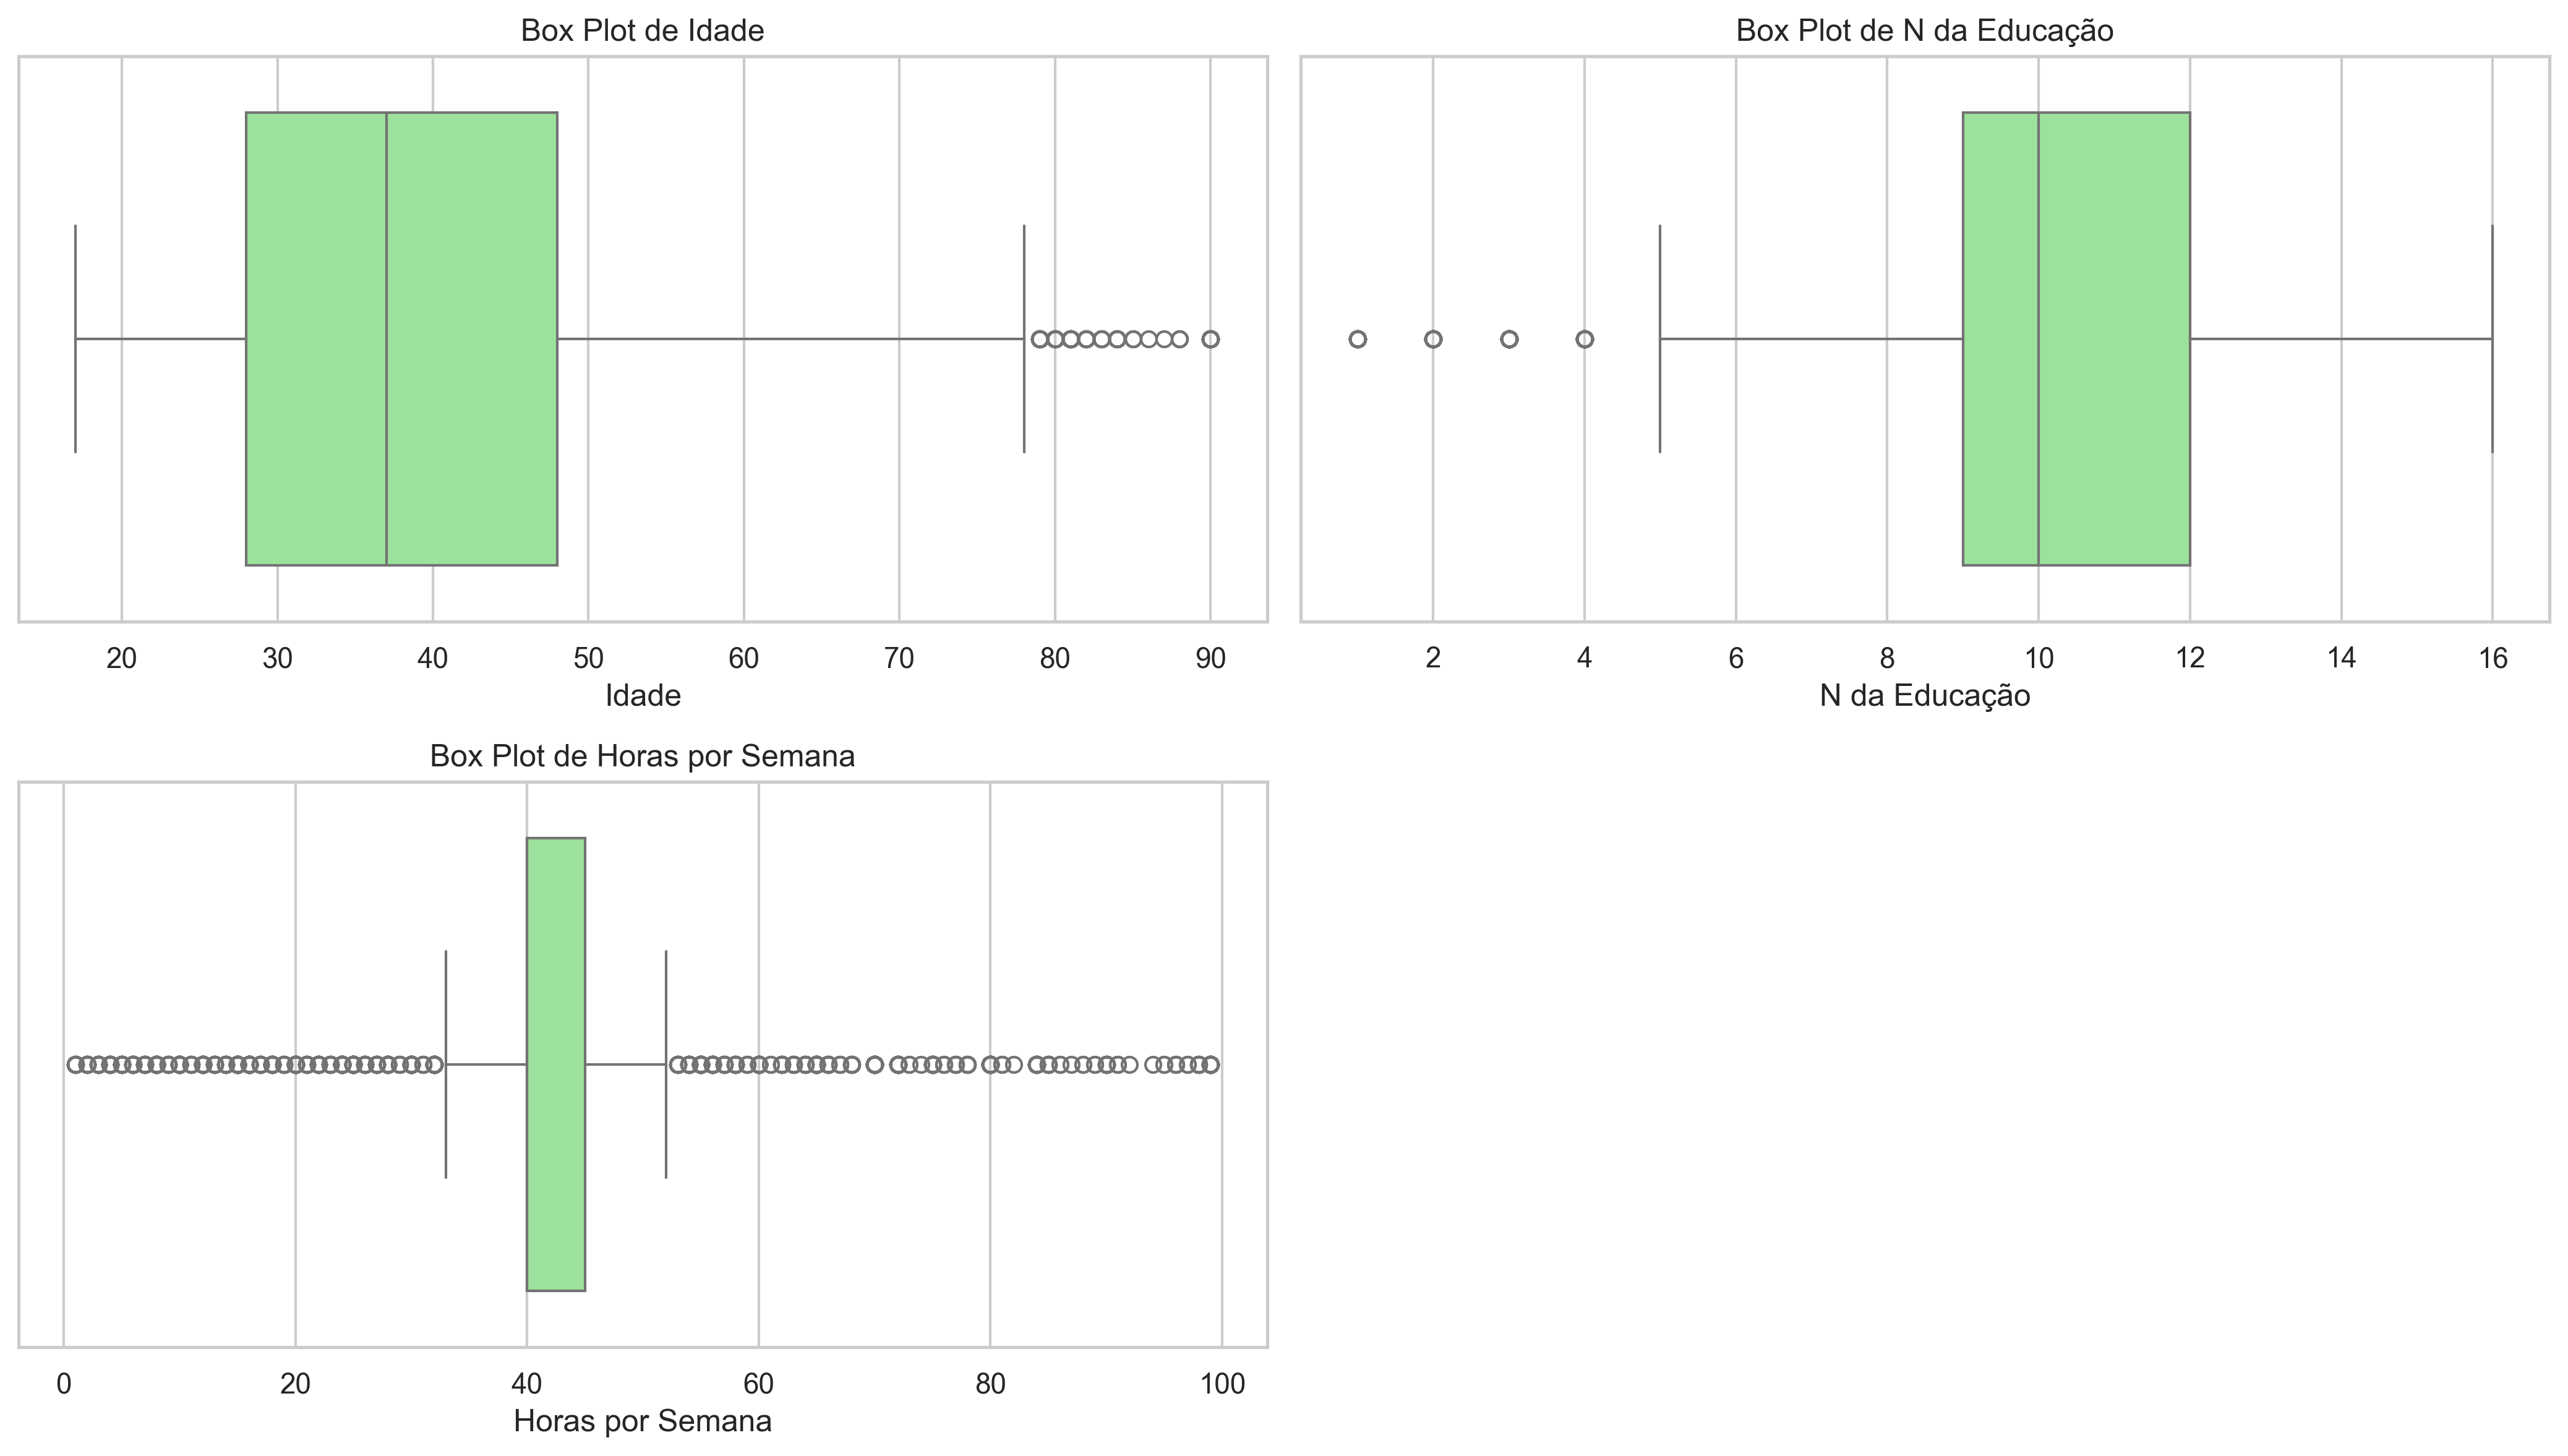 Box Plot de Idade
20 30 40 50 60 70 80 90
Idade
Box Plot de N da Educação
2 4 6 8 10 12 14 16
N da Educação
Box Plot de Horas por Semana
0 20 40 60 80 100
Horas por Semana